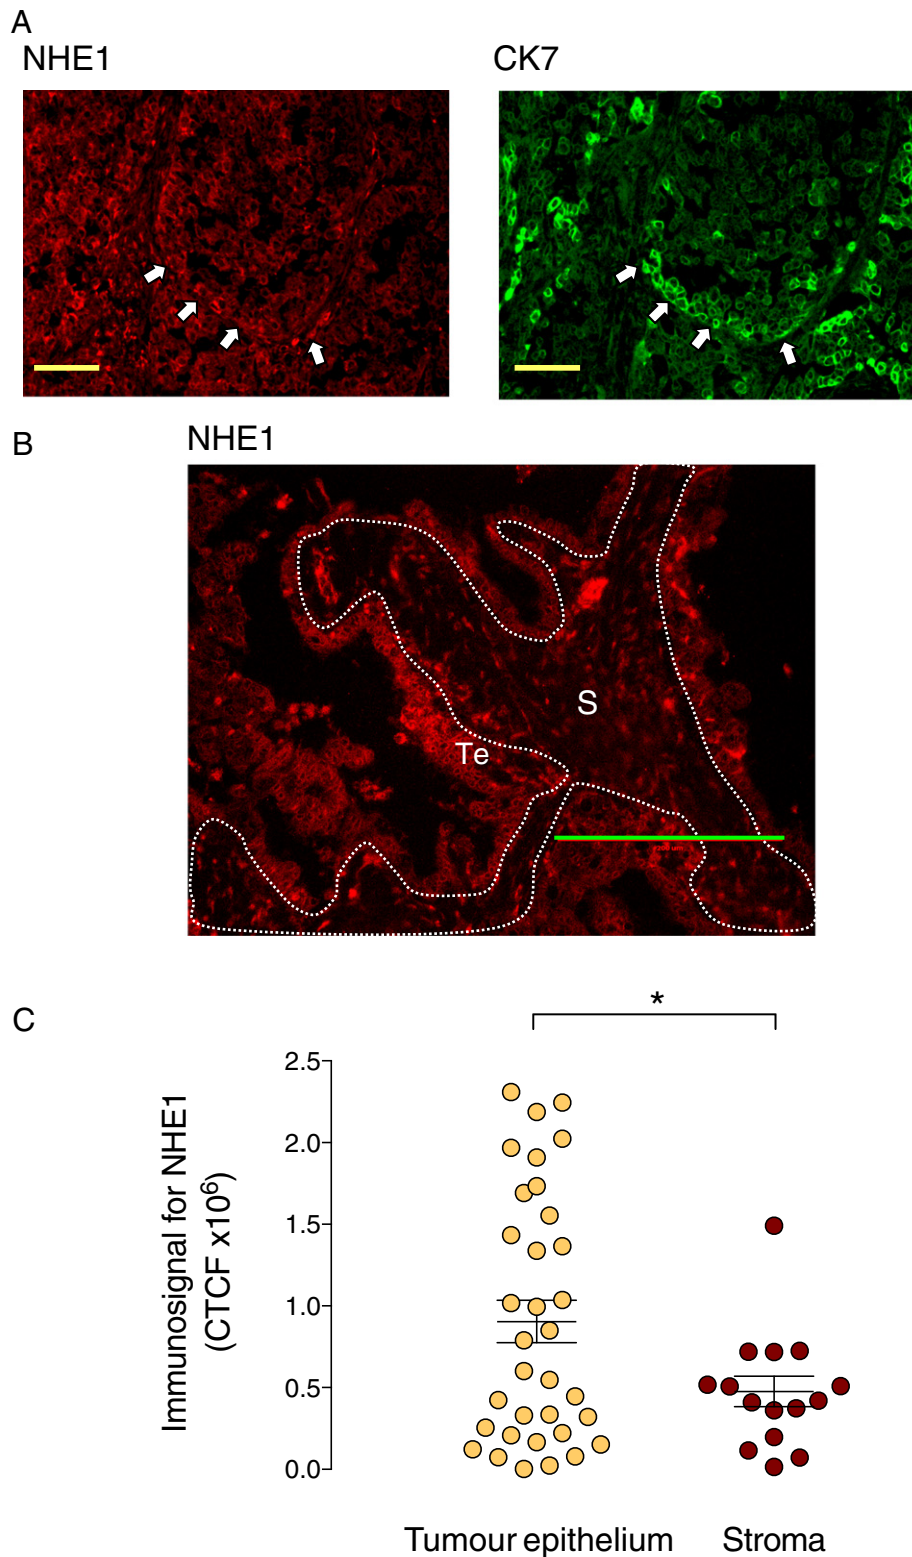 A
NHE1
CK7
B
NHE1
S
Te
C
*
Immunosignal for NHE1
(CTCF x10⁶)
2.5
2.0
1.5
1.0
0.5
0.0
Tumour epithelium
Stroma